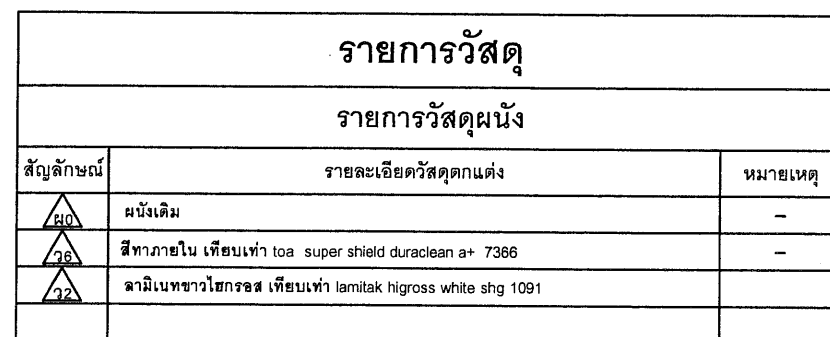 รายการวัสดุ
รายการวัสดุผนัง
สัญลักษณ์ รายละเอียดวัสดุตกแต่ง หมายเหตุ
ผ0 ผนังเดิม –
ว6 สีทาภายใน เทียบเท่า toa super shield duraclean a+ 7366 –
ว2 ลามิเนทขาวไฮกรอส เทียบเท่า lamitak higross white shg 1091